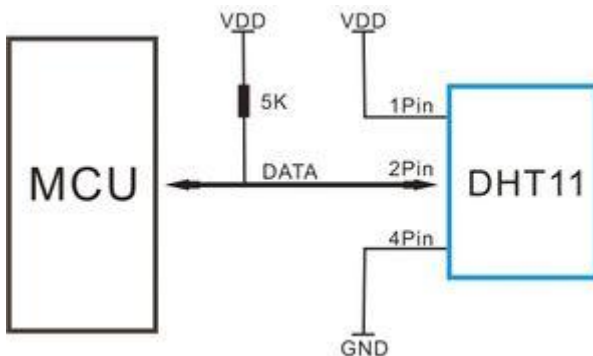 VDD VDD
5K
1Pin
MCU
DATA
2Pin
DHT11
4Pin
GND